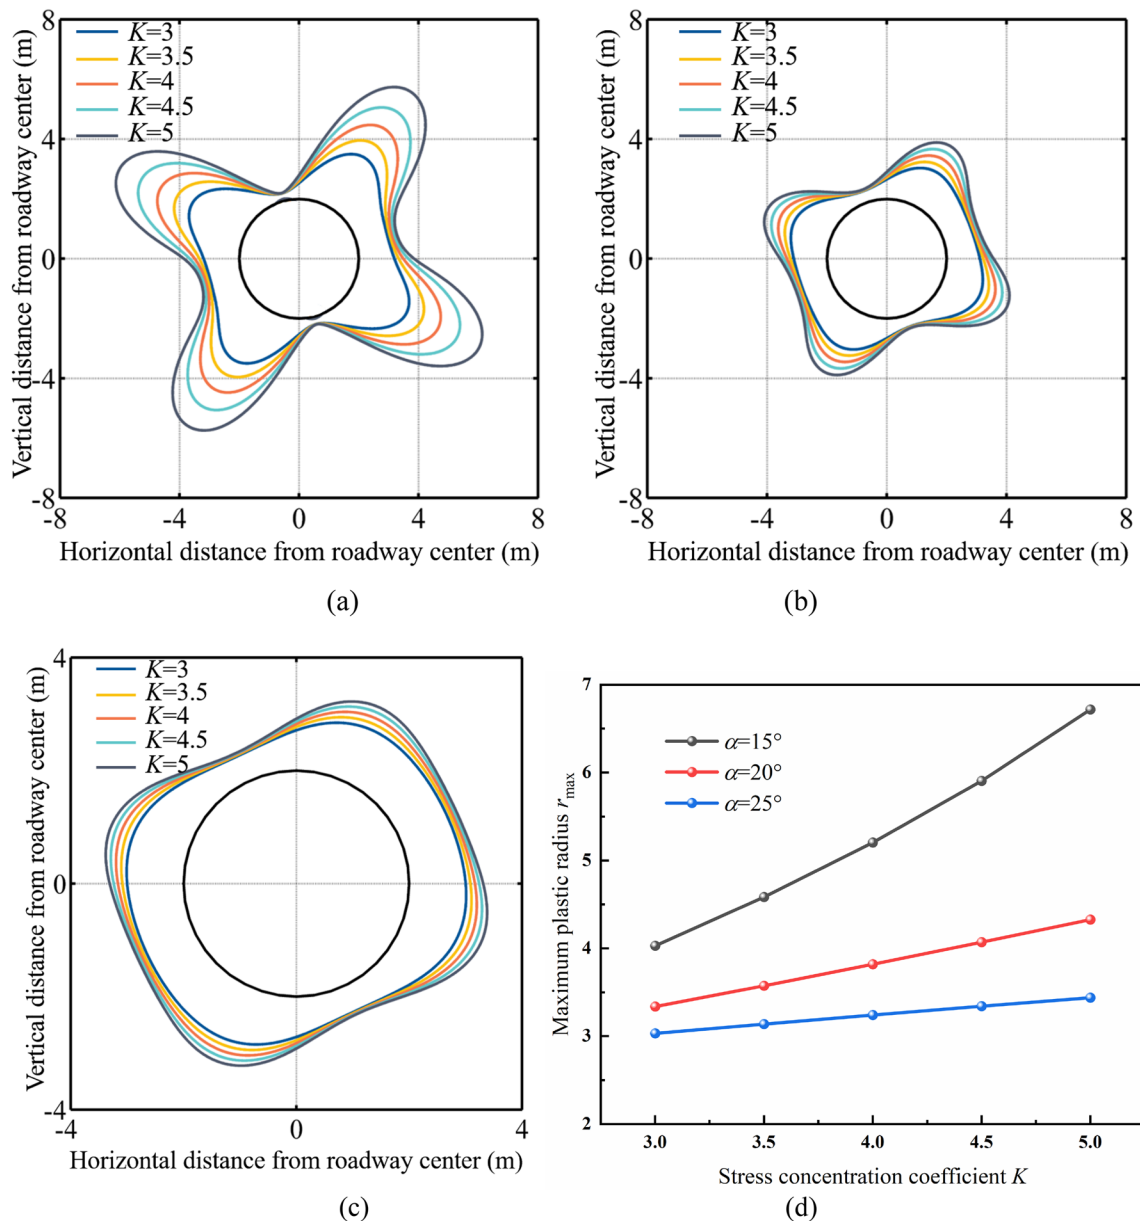 8
K=3
K=3.5
K=4
K=4.5
K=5
4
0
-4
-8
-8
-4
0
4
8
Vertical distance from roadway center (m)
Horizontal distance from roadway center (m)
(a)
8
K=3
K=3.5
K=4
K=4.5
K=5
4
0
-4
-8
-8
-4
0
4
8
Vertical distance from roadway center (m)
Horizontal distance from roadway center (m)
(b)
4
K=3
K=3.5
K=4
K=4.5
K=5
0
-4
-4
0
4
Vertical distance from roadway center (m)
Horizontal distance from roadway center (m)
(c)
7
6
5
4
3
2
α=15°
α=20°
α=25°
3.0
3.5
4.0
4.5
5.0
Maximum plastic radius rmax
Stress concentration coefficient K
(d)